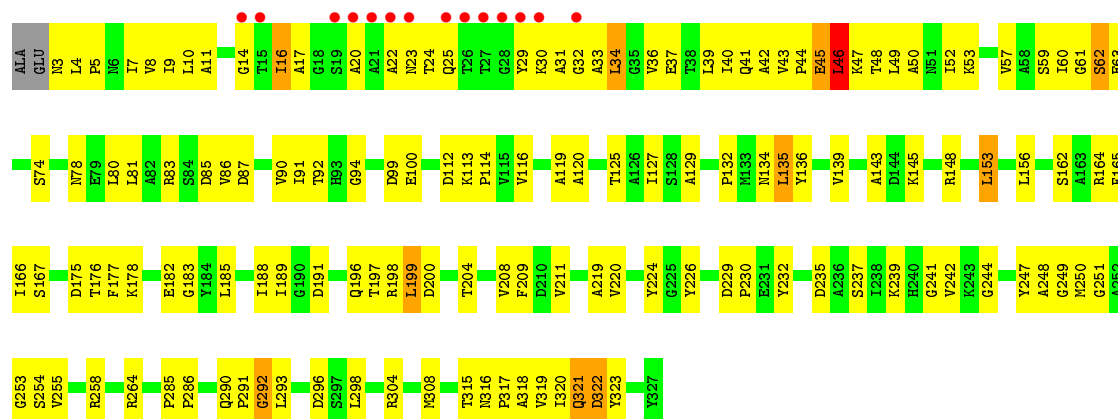 ALA GLU N3 L4 P5 N6 I7 V8 I9 L10 A11 G14 T15 I16 A17 G18 S19 A20 A21 A22 N23 T24 Q25 T26 T27 G28 Y29 K30 A31 G32 A33 L34 G35 V36 E37 T38 L39 I40 Q41 A42 V43 P44 E45 L46 K47 T48 L49 A50 N51 I52 K53 V57 A58 S59 I60 G61 S62 E63
S74 N78 E79 L80 L81 A82 R83 S84 D85 V86 D87 V90 I91 T92 H93 G94 D99 E100 D112 K113 P114 V115 V116 A119 A120 T125 A126 I127 S128 A129 P132 M133 N134 L135 Y136 V139 A143 D144 K145 R148 L153 L156 S162 A163 R164 F165
I166 S167 D175 T176 F177 K178 E182 G183 Y184 L185 I188 I189 G190 D191 Q196 T197 R198 L199 D200 T204 V208 F209 D210 V211 A219 V220 Y224 G225 Y226 D229 P230 E231 Y232 D235 A236 S237 I238 K239 H240 G241 V242 K243 G244 Y247 A248 G249 M250 G251 A252
G253 S254 V255 R258 R264 P285 P286 Q290 P291 G292 L293 D296 S297 L298 R304 M308 T315 N316 P317 A318 V319 I320 Q321 D322 Y323 Y327